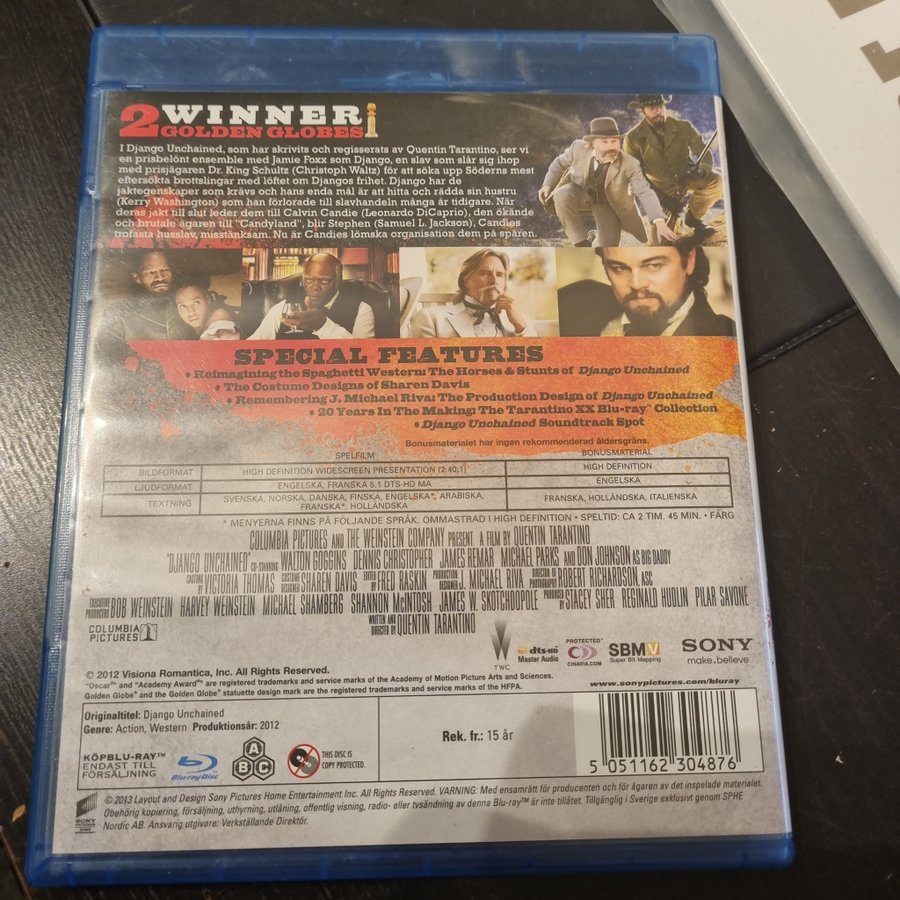 2 WINNER
GOLDEN GLOBES
I Django Unchained, som har skrivits och regisserats av Quentin Tarantino, ser vi
en prisbelönt ensemble med Jamie Foxx som Django, en slav som slår sig ihop
med prisjägaren Dr. King Schultz (Christoph Waltz) för att söka upp Söderns mest
eftersökta brottslingar med löftet om Djangos frihet. Django har de
jaktegenskaper som krävs och hans enda mål är att hitta och rädda sin hustru
(Kerry Washington) som han förlorade till slavhandeln många år tidigare. När
deras jakt till slut leder dem till Calvin Candie (Leonardo DiCaprio), den ökände
och brutale ägaren till "Candyland", blir Stephen (Samuel L. Jackson), Candies
trofasta husslav, misstänksam. Nu är Candies lömska organisation dem på spåren.
SPECIAL FEATURES
• Reimagining the Spaghetti Western: The Horses & Stunts of Django Unchained
• The Costume Designs of Sharen Davis
• Remembering J. Michael Riva: The Production Design of Django Unchained
• 20 Years In The Making: The Tarantino XX Blu-ray™ Collection
• Django Unchained Soundtrack Spot
Bonusmaterialet har ingen rekommenderad åldersgräns.
SPELFILM BONUSMATERIAL
BILDFORMAT HIGH DEFINITION WIDESCREEN PRESENTATION (2:40:1) HIGH DEFINITION
LJUDFORMAT ENGELSKA, FRANSKA 5.1 DTS-HD MA ENGELSKA
TEXTNING SVENSKA, NORSKA, DANSKA, FINSKA, ENGELSKA*, ARABISKA, FRANSKA*, HOLLÄNDSKA FRANSKA, HOLLÄNDSKA, ITALIENSKA
* MENYERNA FINNS PÅ FÖLJANDE SPRÅK. OMMASTRAD I HIGH DEFINITION • SPELTID: CA 2 TIM. 45 MIN. • FÄRG
COLUMBIA PICTURES AND THE WEINSTEIN COMPANY PRESENT A FILM BY QUENTIN TARANTINO
"DJANGO UNCHAINED" CO-STARRING WALTON GOGGINS DENNIS CHRISTOPHER JAMES REMAR MICHAEL PARKS AND DON JOHNSON AS BIG DADDY
CASTING BY VICTORIA THOMAS COSTUME DESIGNER SHAREN DAVIS EDITED BY FRED RASKIN PRODUCTION DESIGNER J. MICHAEL RIVA DIRECTOR OF PHOTOGRAPHY ROBERT RICHARDSON, ASC
EXECUTIVE PRODUCERS BOB WEINSTEIN HARVEY WEINSTEIN MICHAEL SHAMBERG SHANNON McINTOSH JAMES W. SKOTCHDOPOLE PRODUCED BY STACEY SHER REGINALD HUDLIN PILAR SAVONE
WRITTEN AND DIRECTED BY QUENTIN TARANTINO
COLUMBIA PICTURES
TWC
dts-HD Master Audio
PROTECTED™ CINAVIA.COM
SBMV Super Bit Mapping
SONY
make.believe
© 2012 Visiona Romantica, Inc. All Rights Reserved.
"Oscar®" and "Academy Award®" are registered trademarks and service marks of the Academy of Motion Picture Arts and Sciences.
Golden Globe® and the Golden Globe® statuette design mark are the registered trademarks and service marks of the HFPA.
www.sonypictures.com/bluray
Originaltitel: Django Unchained
Genre: Action, Western Produktionsår: 2012
KÖPBLU-RAY™
ENDAST TILL
FÖRSÄLJNING
Blu-ray Disc
A
B C
THIS DISC IS
COPY PROTECTED.
Rek. fr.: 15 år
5 051162 304876
SONY
© 2013 Layout and Design Sony Pictures Home Entertainment Inc. All Rights Reserved. VARNING: Med ensamrätt för producenten och för ägaren av det inspelade materialet.
Obehörig kopiering, försäljning, uthyrning, utlåning, offentlig visning, radio- eller tvsändning av denna Blu-ray™ är inte tillåtet. Tillgänglig i Sverige exklusivt genom SPHE
Nordic AB. Ansvarig utgivare: Verkställande Direktör.